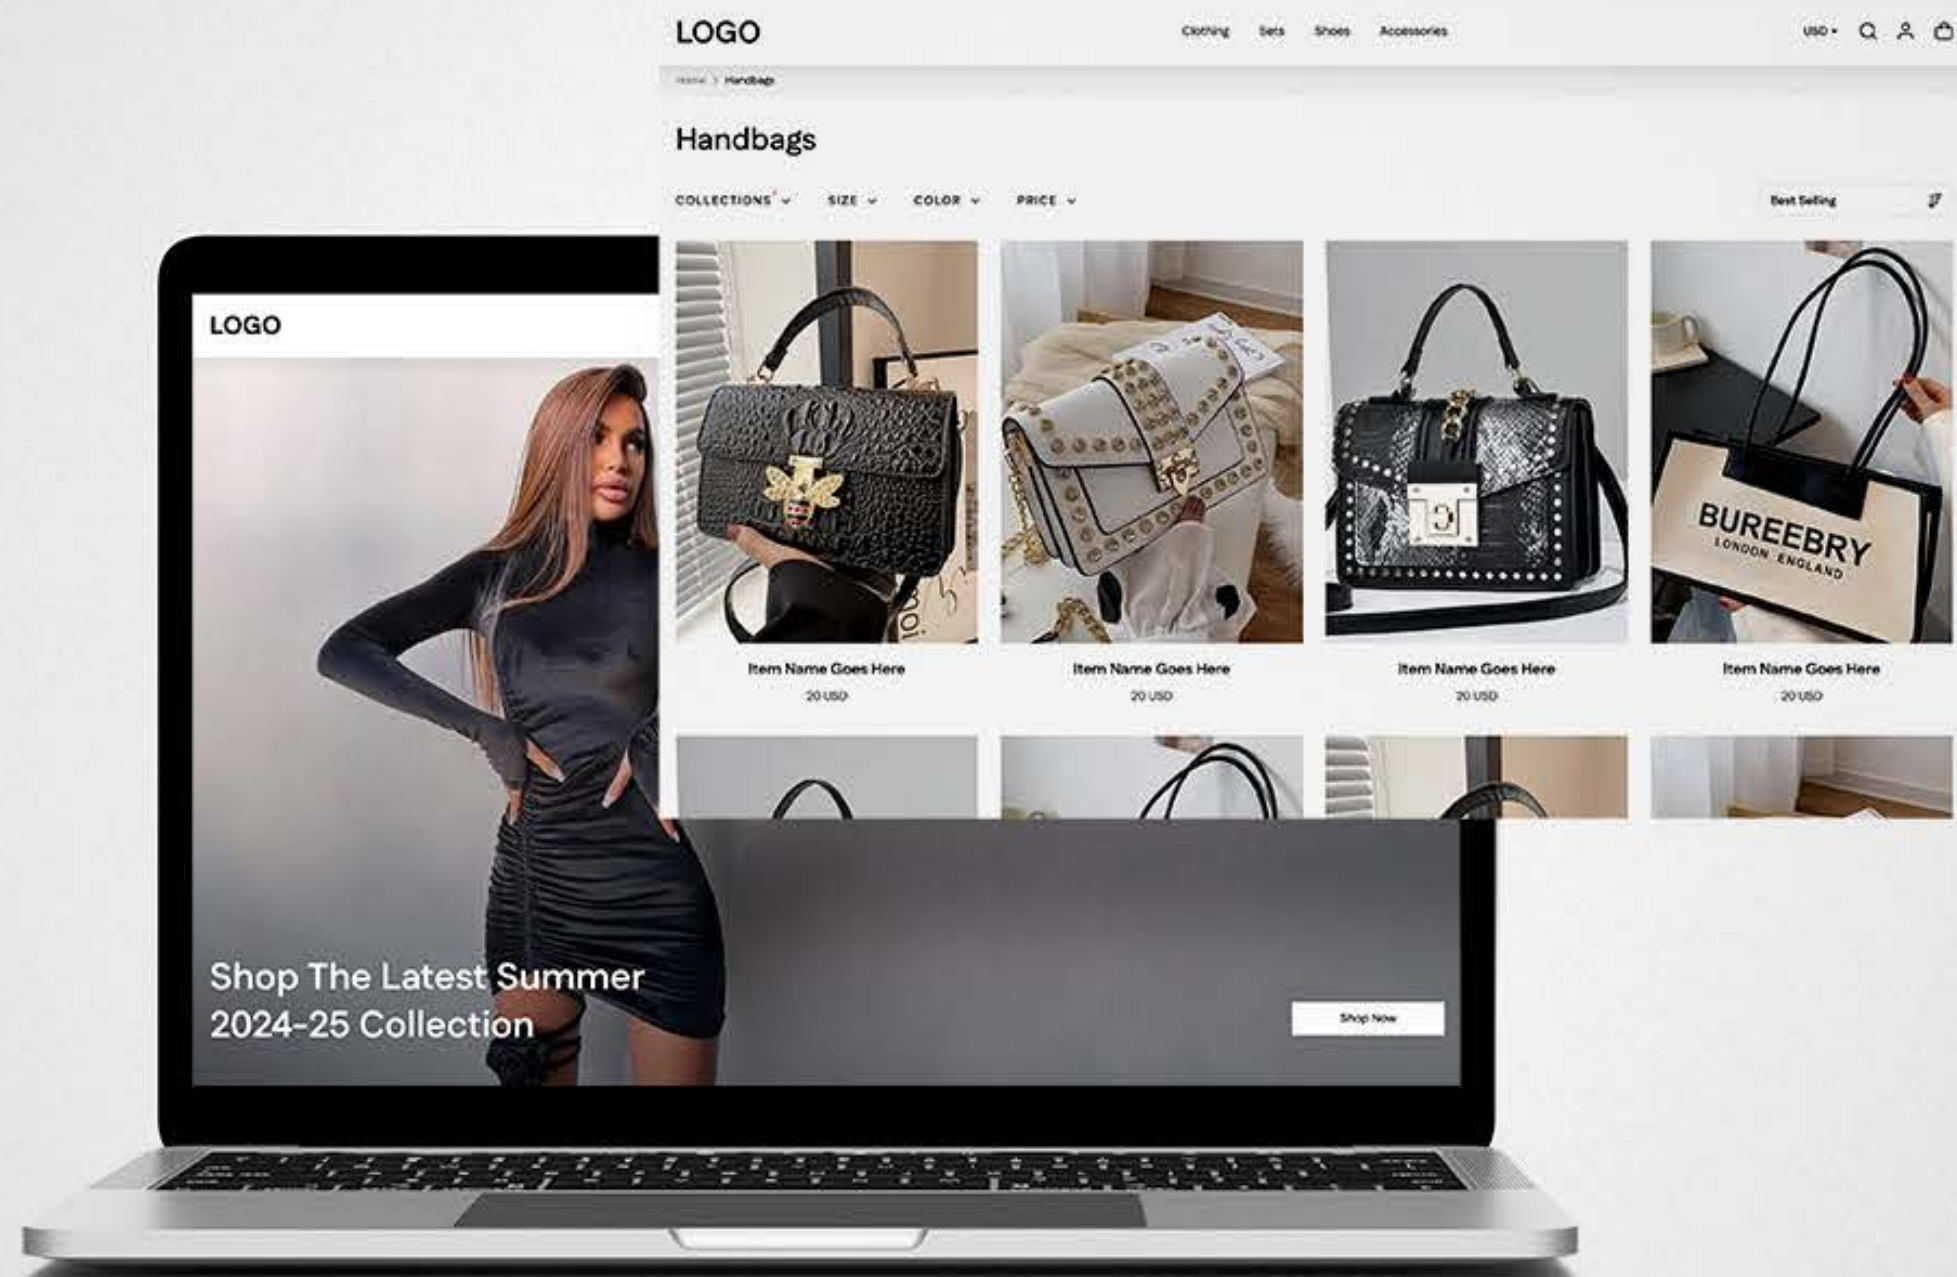 LOGO
Clothing Sets Shoes Accessories
USD
Home > Handbags
Handbags
COLLECTIONS SIZE COLOR PRICE
Best Selling
LOGO
BUREEBRY
LONDON ENGLAND
Item Name Goes Here
20 USD
Item Name Goes Here
20 USD
Item Name Goes Here
20 USD
Item Name Goes Here
20 USD
Shop The Latest Summer
2024-25 Collection
Shop Now